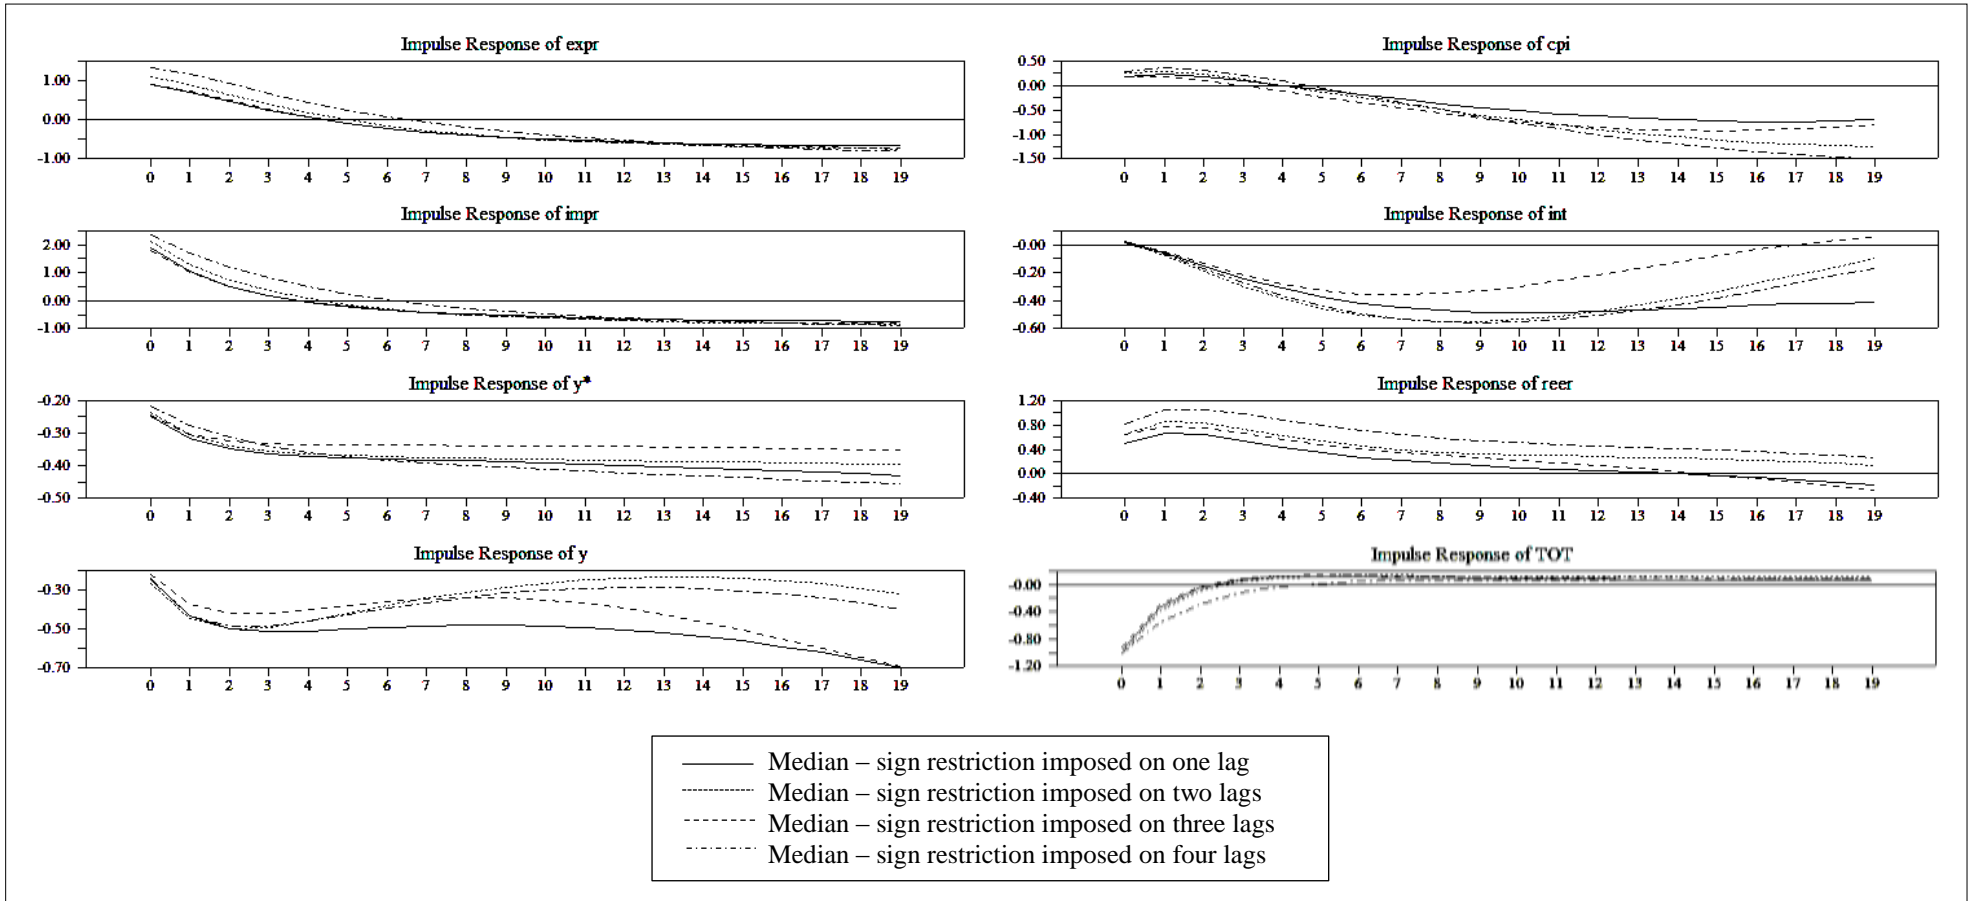 Impulse Response of expr
1.00
0.00
-1.00
0 1 2 3 4 5 6 7 8 9 10 11 12 13 14 15 16 17 18 19
Impulse Response of cpi
0.50
0.00
-0.50
-1.00
-1.50
0 1 2 3 4 5 6 7 8 9 10 11 12 13 14 15 16 17 18 19
Impulse Response of impr
2.00
1.00
0.00
-1.00
0 1 2 3 4 5 6 7 8 9 10 11 12 13 14 15 16 17 18 19
Impulse Response of int
-0.00
-0.20
-0.40
-0.60
0 1 2 3 4 5 6 7 8 9 10 11 12 13 14 15 16 17 18 19
Impulse Response of y*
-0.20
-0.30
-0.40
-0.50
0 1 2 3 4 5 6 7 8 9 10 11 12 13 14 15 16 17 18 19
Impulse Response of reer
1.20
0.80
0.40
0.00
-0.40
0 1 2 3 4 5 6 7 8 9 10 11 12 13 14 15 16 17 18 19
Impulse Response of y
-0.30
-0.50
-0.70
0 1 2 3 4 5 6 7 8 9 10 11 12 13 14 15 16 17 18 19
Impulse Response of TOT
-0.00
-0.40
-0.80
-1.20
0 1 2 3 4 5 6 7 8 9 10 11 12 13 14 15 16 17 18 19
Median – sign restriction imposed on one lag
Median – sign restriction imposed on two lags
Median – sign restriction imposed on three lags
Median – sign restriction imposed on four lags